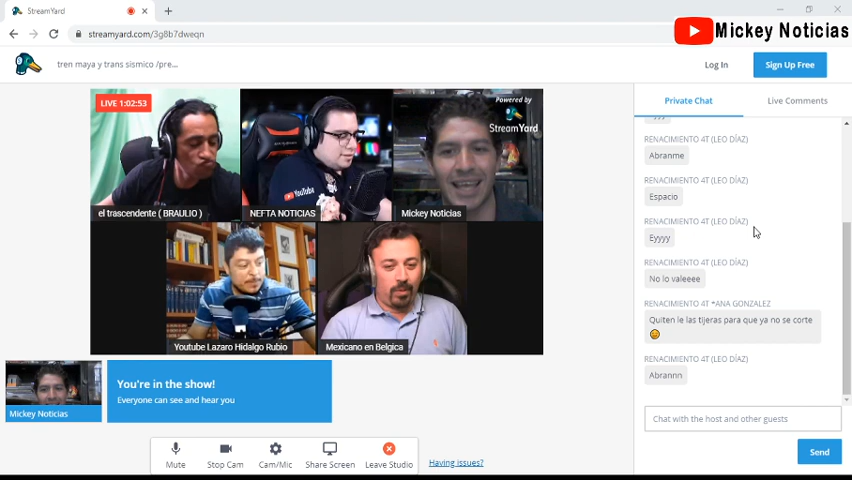 StreamYard
streamyard.com/3g8b7dweqn
Mickey Noticias
tren maya y trans sismico /pre...
Log In
Sign Up Free
LIVE 1:02:53
Powered by
StreamYard
el trascendente ( BRAULIO )
NEFTA NOTICIAS
Mickey Noticias
YouTube
Youtube Lazaro Hidalgo Rubio
Mexicano en Belgica
Mickey Noticias
You're in the show!
Everyone can see and hear you
Mute
Stop Cam
Cam/Mic
Share Screen
Leave Studio
Having issues?
Private Chat
Live Comments
RENACIMIENTO 4T (LEO DÍAZ)
Abranme
RENACIMIENTO 4T (LEO DÍAZ)
Espacio
RENACIMIENTO 4T (LEO DÍAZ)
Eyyyy
RENACIMIENTO 4T (LEO DÍAZ)
No lo valeeee
RENACIMIENTO 4T *ANA GONZALEZ
Quiten le las tijeras para que ya no se corte
RENACIMIENTO 4T (LEO DÍAZ)
Abrannn
Chat with the host and other guests
Send